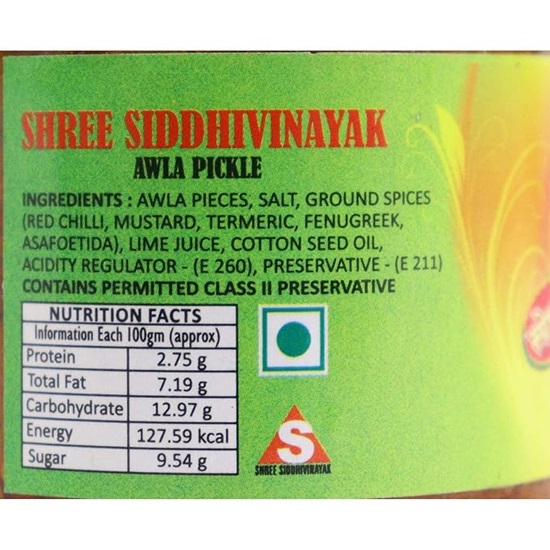 SHREE SIDDHIVINAYAK
AWLA PICKLE
INGREDIENTS : AWLA PIECES, SALT, GROUND SPICES
(RED CHILLI, MUSTARD, TERMERIC, FENUGREEK,
ASAFOETIDA), LIME JUICE, COTTON SEED OIL,
ACIDITY REGULATOR - (E 260), PRESERVATIVE - (E 211)
CONTAINS PERMITTED CLASS II PRESERVATIVE
NUTRITION FACTS
Information Each 100gm (approx)
Protein 2.75 g
Total Fat 7.19 g
Carbohydrate 12.97 g
Energy 127.59 kcal
Sugar 9.54 g
S
SHREE SIDDHIVINAYAK